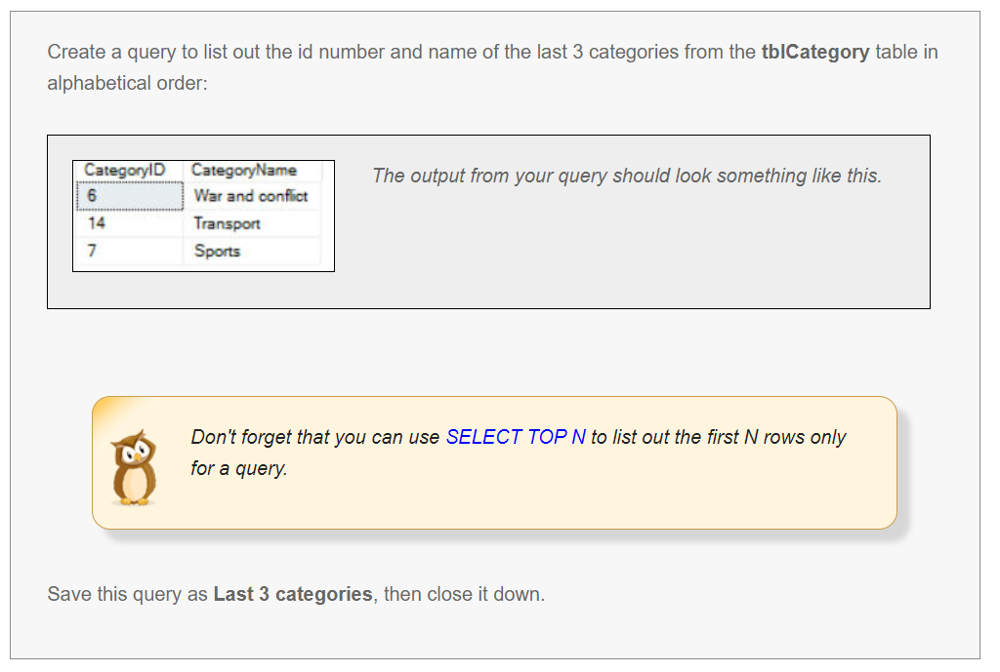 Create a query to list out the id number and name of the last 3 categories from the tblCategory table in
alphabetical order:
CategoryID CategoryName
6 War and conflict
14 Transport
7 Sports
The output from your query should look something like this.
Don't forget that you can use SELECT TOP N to list out the first N rows only
for a query.
Save this query as Last 3 categories, then close it down.